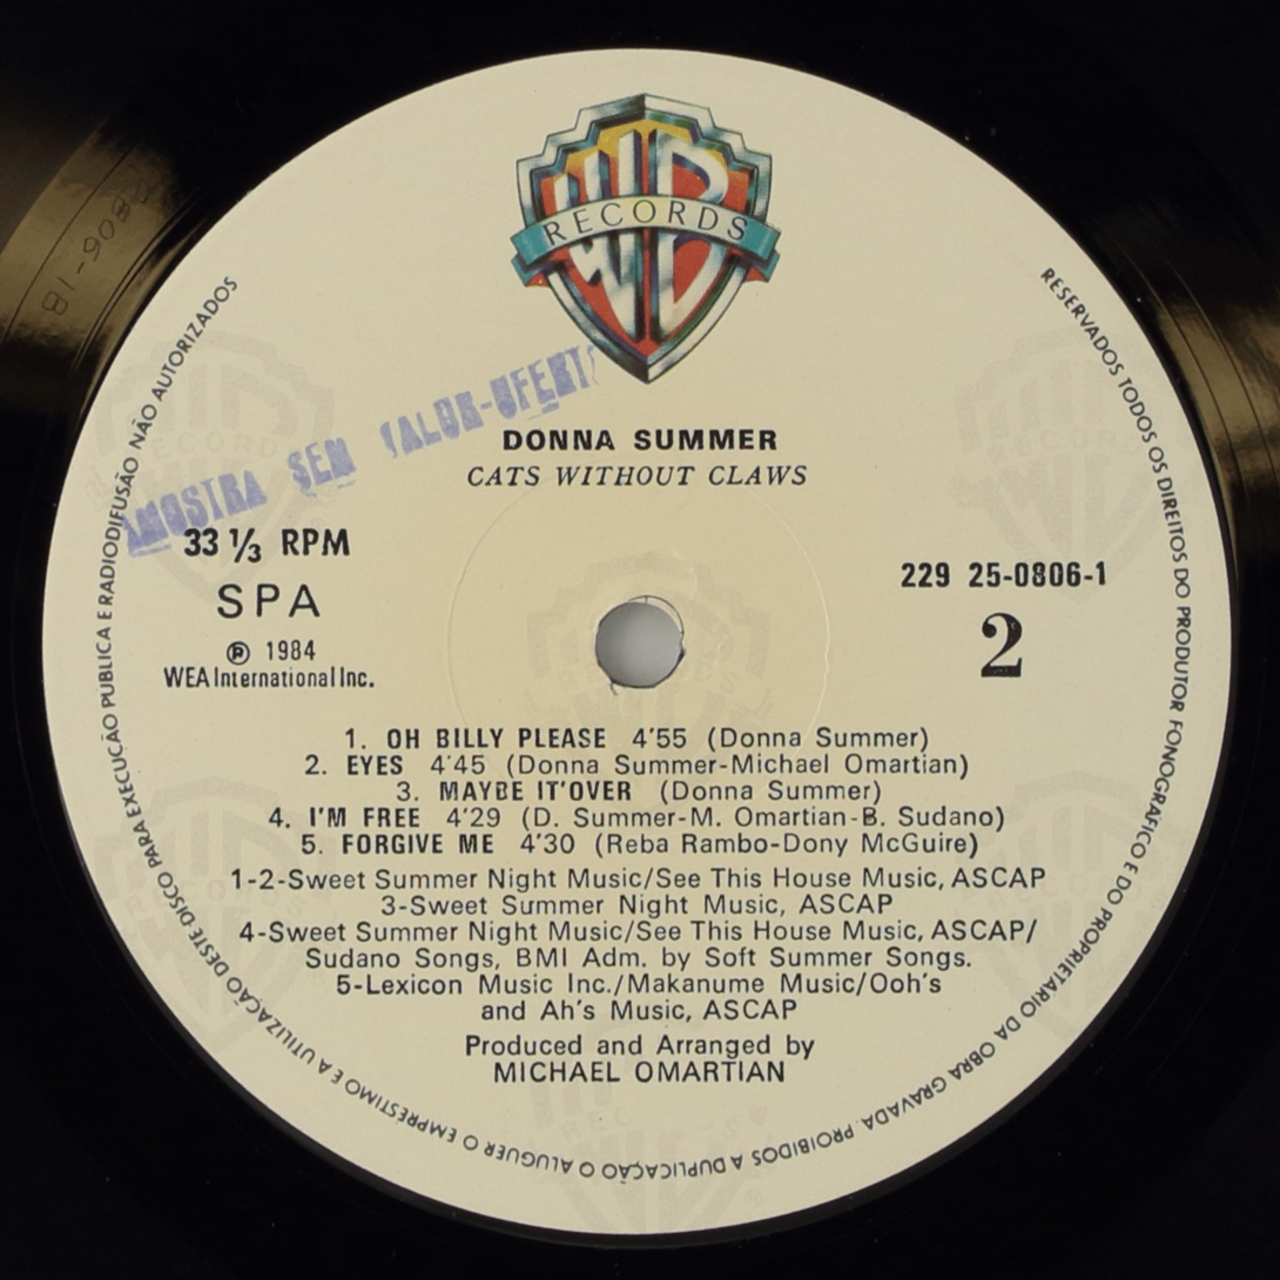 WB
RECORDS
AMOSTRA SEM VALOR-OFERT
DONNA SUMMER
CATS WITHOUT CLAWS
33 1/3 RPM
SPA
℗ 1984
WEA International Inc.
229 25-0806-1
2
1. OH BILLY PLEASE 4'55 (Donna Summer)
2. EYES 4'45 (Donna Summer-Michael Omartian)
3. MAYBE IT'OVER (Donna Summer)
4. I'M FREE 4'29 (D. Summer-M. Omartian-B. Sudano)
5. FORGIVE ME 4'30 (Reba Rambo-Dony McGuire)
1-2-Sweet Summer Night Music/See This House Music, ASCAP
3-Sweet Summer Night Music, ASCAP
4-Sweet Summer Night Music/See This House Music, ASCAP/
Sudano Songs, BMI Adm. by Soft Summer Songs.
5-Lexicon Music Inc./Makanume Music/Ooh's
and Ah's Music, ASCAP
Produced and Arranged by
MICHAEL OMARTIAN
RESERVADOS TODOS OS DIREITOS DO PRODUTOR FONOGRAFICO E DO PROPRIETARIO DA OBRA GRAVADA. PROIBIDOS A DUPLICAÇÃO O ALUGUER O EMPRESTIMO E A UTILIZAÇÃO DESTE DISCO PARA EXECUÇÃO PUBLICA E RADIODIFUSÃO NÃO AUTORIZADOS